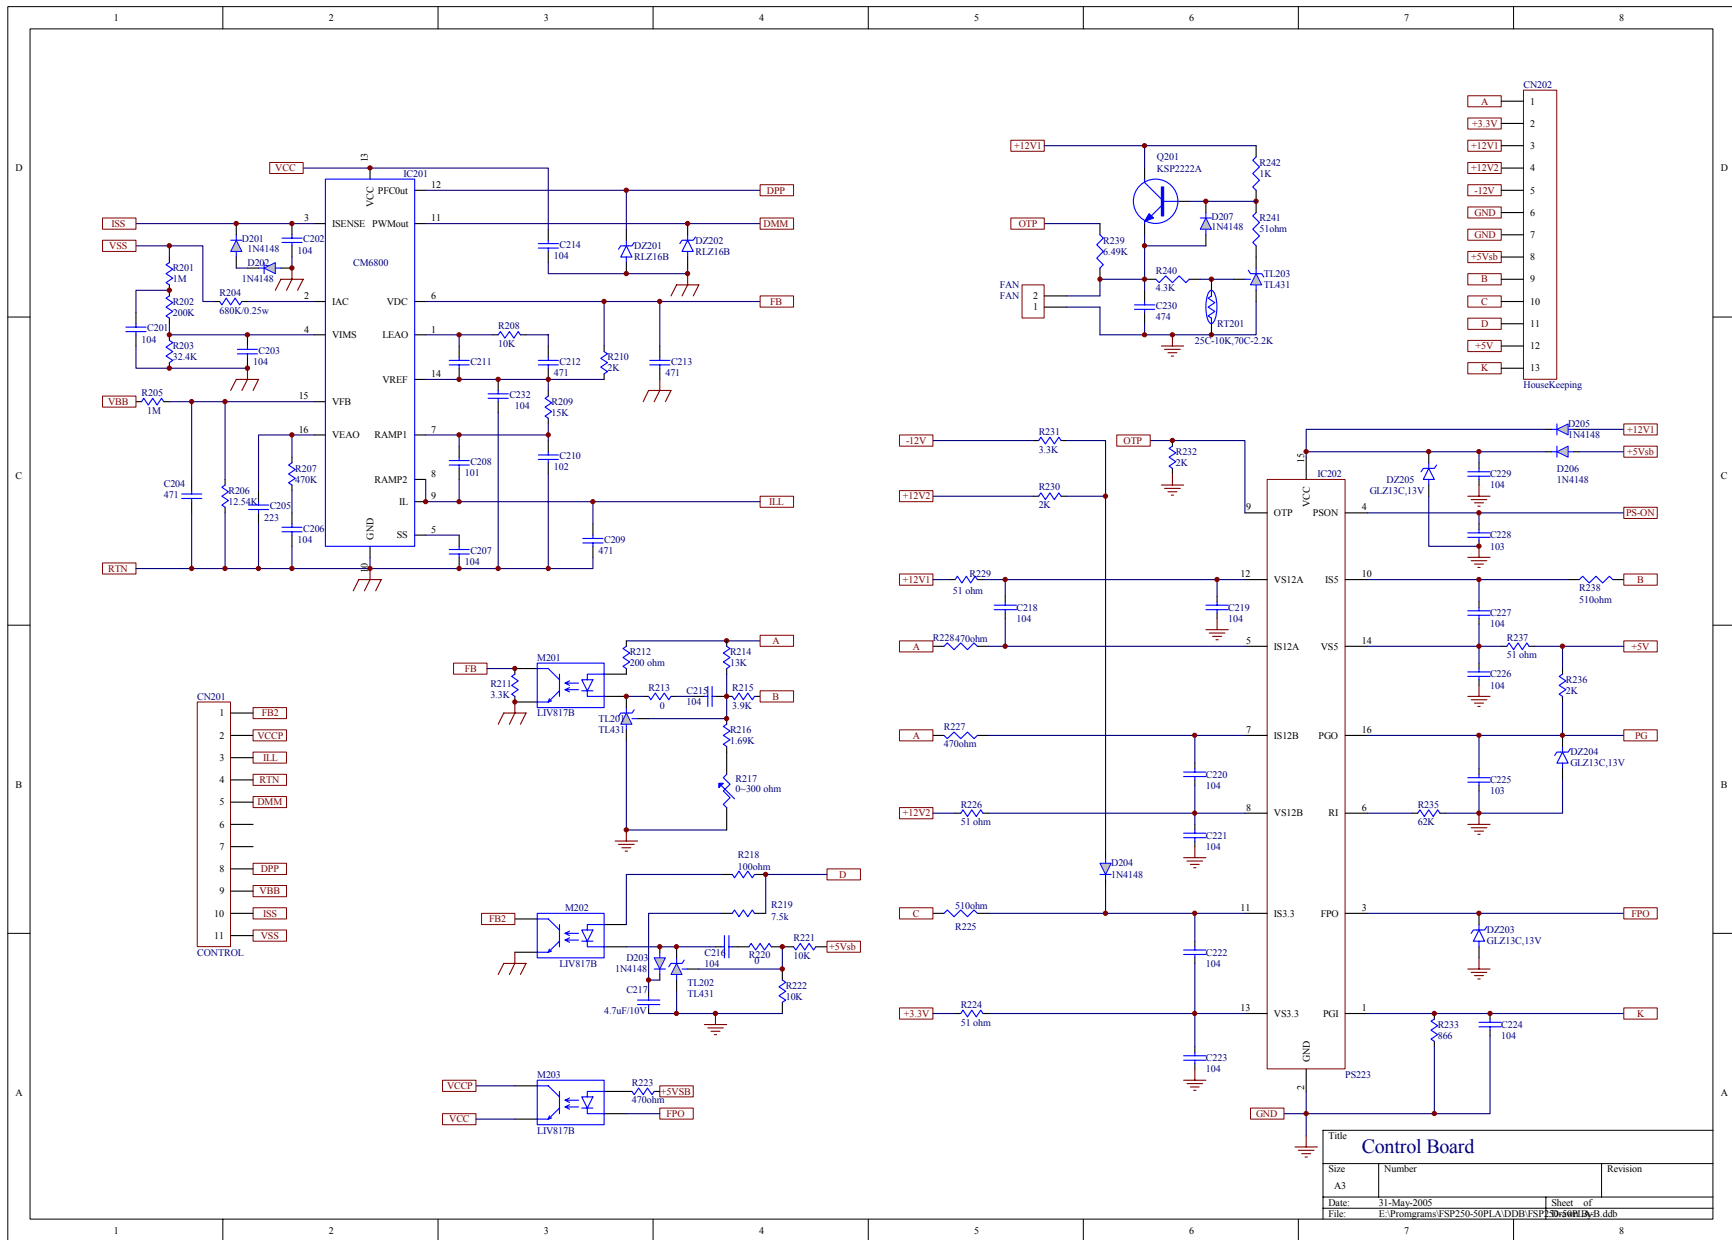 1 2 3 4 5 6 7 8
D
C
B
A
VCC
13
IC201
VCC
PFC0ut
12
DPP
ISS
3
ISENSE
PWMout
11
DMM
VSS
D201
1N4148
C202
104
D202
1N4148
CM6800
C214
104
DZ201
RLZ16B
DZ202
RLZ16B
R201
1M
R202
200K
R204
680K/0.25w
2
IAC
VDC
6
FB
C201
104
R203
32.4K
C203
104
4
VIMS
LEAO
1
R208
10K
C211
C212
471
R210
2K
C213
471
VREF
14
C232
104
R209
15K
VBB
R205
1M
15
VFB
16
VEAO
RAMP1
7
C208
101
C210
102
RAMP2
8
IL
9
ILL
C204
471
R206
12.54K
C205
223
R207
470K
C206
104
GND
10
SS
5
C207
104
C209
471
RTN
+12V1
Q201
KSP2222A
R242
1K
OTP
D207
1N4148
R241
51ohm
R239
6.49K
R240
4.3K
TL203
TL431
FAN
FAN
2
1
C230
474
RT201
25C-10K,70C-2.2K
CN202
A 1
+3.3V 2
+12V1 3
+12V2 4
-12V 5
GND 6
GND 7
+5Vsb 8
B 9
C 10
D 11
+5V 12
K 13
HouseKeeping
-12V
R231
3.3K
OTP
R232
2K
+12V2
R230
2K
D205
1N4148
+12V1
+5Vsb
D206
1N4148
15
IC202
VCC
DZ205
GLZ13C,13V
C229
104
9
OTP
PSON
4
PS-ON
C228
103
+12V1
R229
51 ohm
12
VS12A
IS5
10
R238
510ohm
B
C218
104
C219
104
C227
104
A
R228
470ohm
5
IS12A
VS5
14
R237
51 ohm
+5V
C226
104
R236
2K
A
R227
470ohm
7
IS12B
PGO
16
PG
DZ204
GLZ13C,13V
C220
104
C225
103
+12V2
R226
51 ohm
8
VS12B
RI
6
R235
62K
C221
104
D204
1N4148
C
510ohm
R225
11
IS3.3
FPO
3
FPO
DZ203
GLZ13C,13V
C222
104
+3.3V
R224
51 ohm
13
VS3.3
PGI
1
K
R233
866
C224
104
C223
104
GND
2
PS223
GND
A
M201
R212
200 ohm
R214
13K
FB
R211
3.3K
LIV817B
R213
0
C215
104
R215
3.9K
B
TL431
R216
1.69K
R217
0~300 ohm
CN201
1 FB2
2 VCCP
3 ILL
4 RTN
5 DMM
6
7
8 DPP
9 VBB
10 ISS
11 VSS
CONTROL
R218
100ohm
D
M202
R219
7.5k
FB2
LIV817B
D203
1N4148
C216
104
R220
0
R221
10K
+5Vsb
TL202
TL431
R222
10K
C217
4.7uF/10V
M203
VCCP
R223
470ohm
+5VSB
VCC
FPO
LIV817B
Title
Control Board
Size
Number
Revision
A3
Date:
31-May-2005
Sheet of
File:
D
C
B
A
1 2 3 4 5 6 7 8